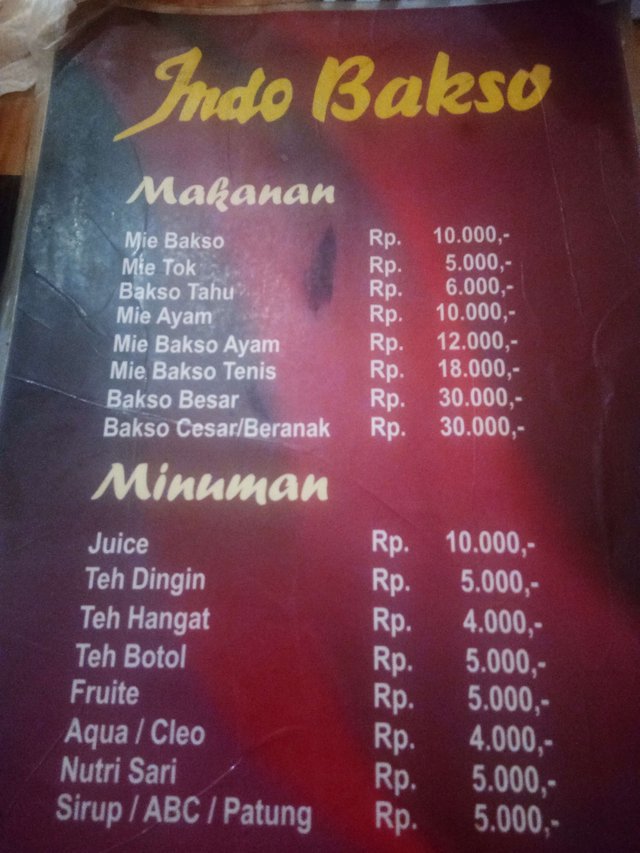 Indo Bakso
Makanan
Mie Bakso Rp. 10.000,-
Mie Tok Rp. 5.000,-
Bakso Tahu Rp. 6.000,-
Mie Ayam Rp. 10.000,-
Mie Bakso Ayam Rp. 12.000,-
Mie Bakso Tenis Rp. 18.000,-
Bakso Besar Rp. 30.000,-
Bakso Cesar/Beranak Rp. 30.000,-
Minuman
Juice Rp. 10.000,-
Teh Dingin Rp. 5.000,-
Teh Hangat Rp. 4.000,-
Teh Botol Rp. 5.000,-
Fruite Rp. 5.000,-
Aqua / Cleo Rp. 4.000,-
Nutri Sari Rp. 5.000,-
Sirup / ABC / Patung Rp. 5.000,-